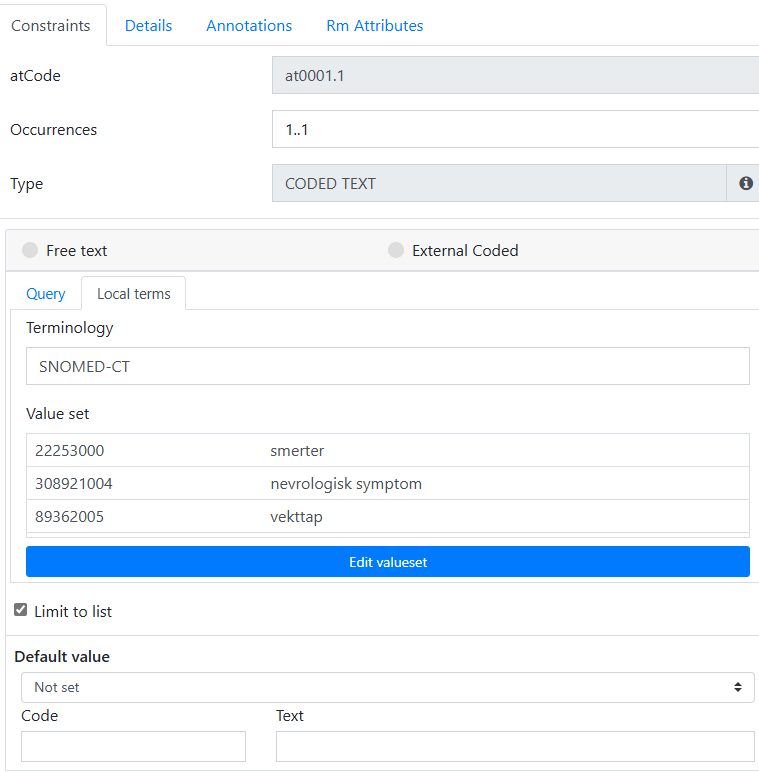 Constraints Details Annotations Rm Attributes
atCode at0001.1
Occurrences 1..1
Type CODED TEXT
Free text External Coded
Query Local terms
Terminology
SNOMED-CT
Value set
22253000 smerter
308921004 nevrologisk symptom
89362005 vekttap
Edit valueset
Limit to list
Default value
Not set
Code Text